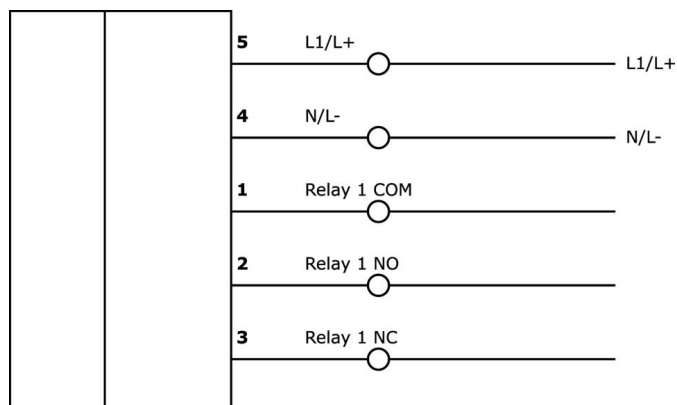 5 L1/L+ L1/L+
4 N/L- N/L-
1 Relay 1 COM
2 Relay 1 NO
3 Relay 1 NC